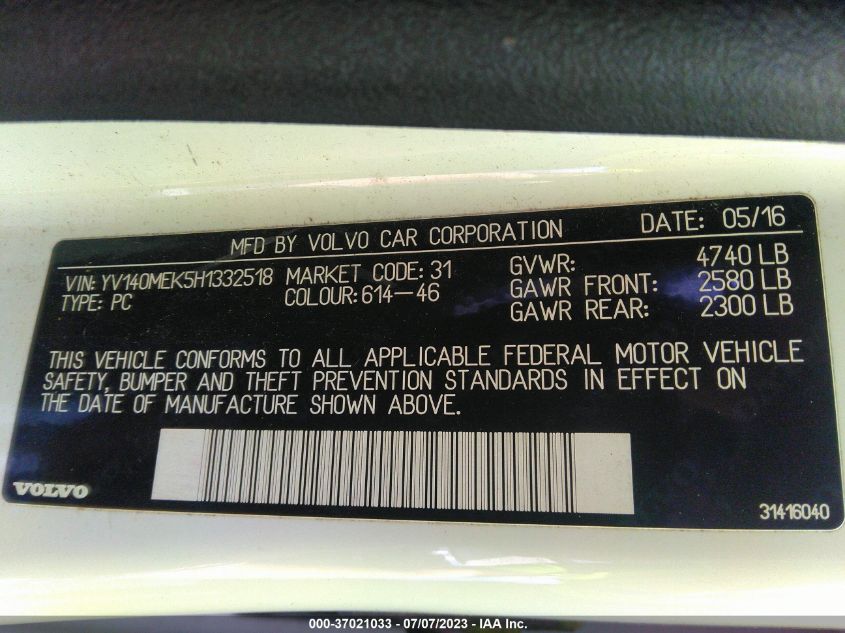 MFD BY VOLVO CAR CORPORATION DATE: 05/16
VIN: YV140MEK5H1332518 MARKET CODE: 31 GVWR: 4740 LB
TYPE: PC COLOUR: 614-46 GAWR FRONT: 2580 LB
GAWR REAR: 2300 LB
THIS VEHICLE CONFORMS TO ALL APPLICABLE FEDERAL MOTOR VEHICLE
SAFETY, BUMPER AND THEFT PREVENTION STANDARDS IN EFFECT ON
THE DATE OF MANUFACTURE SHOWN ABOVE.
VOLVO
31416040
000-37021033 - 07/07/2023 - IAA Inc.